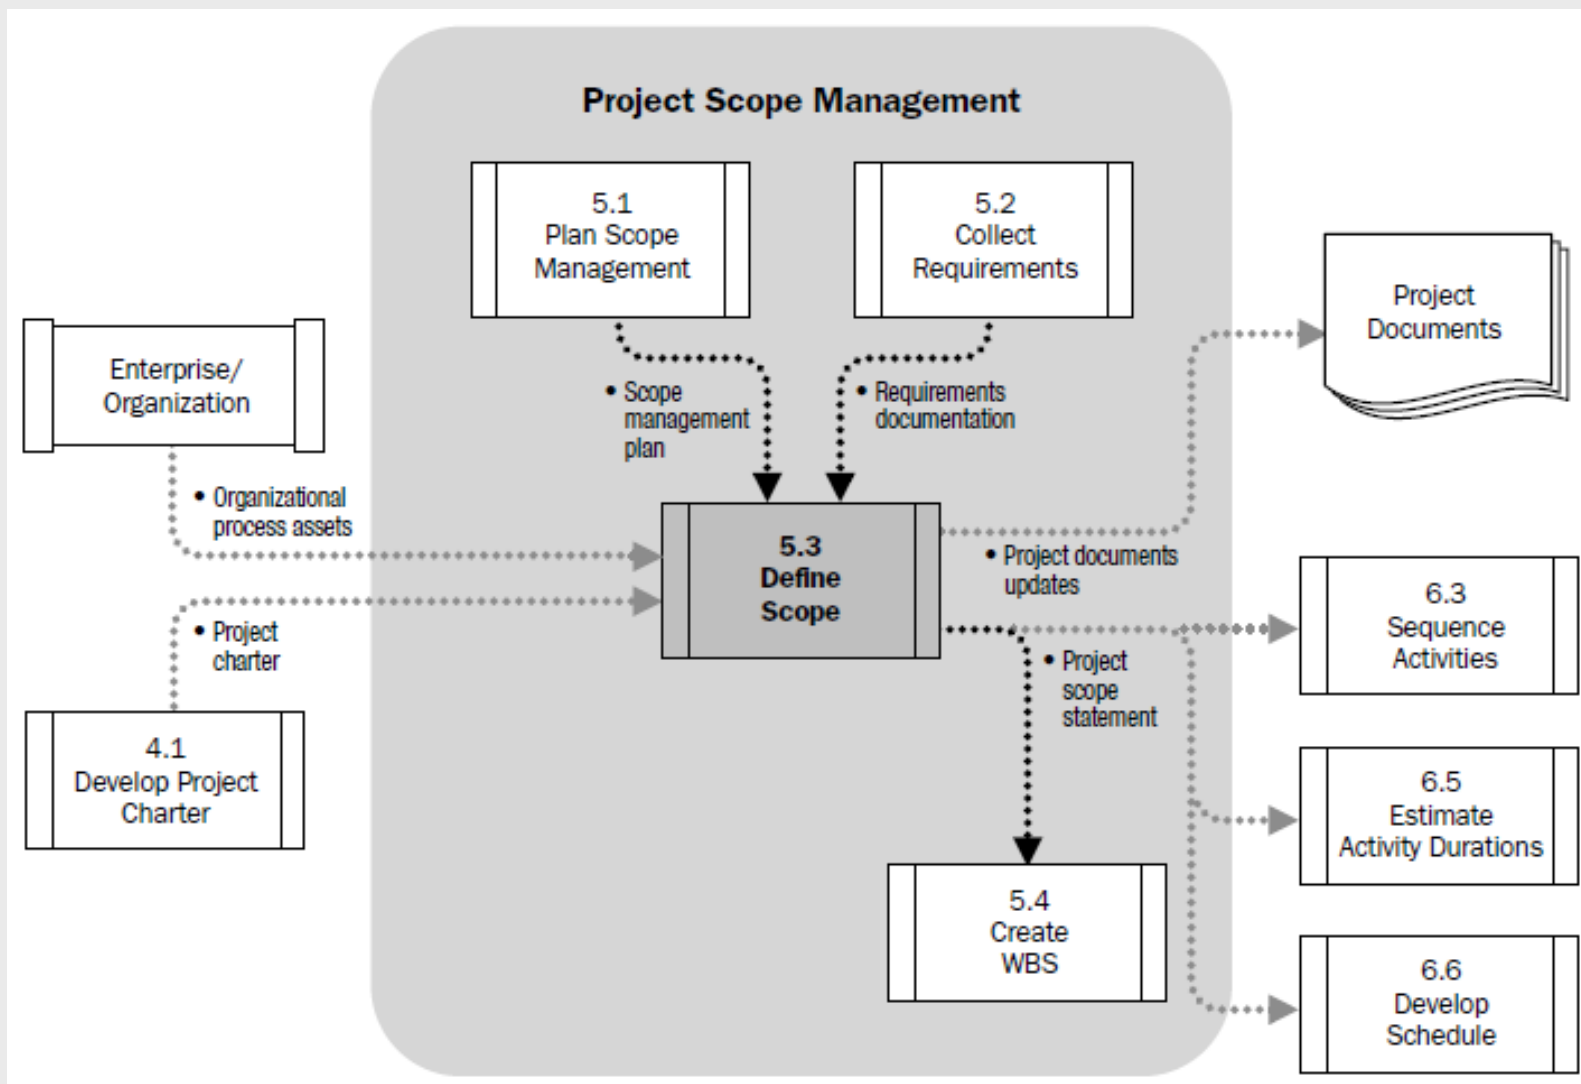 Project Scope Management
5.1
Plan Scope
Management
5.2
Collect
Requirements
Project
Documents
Enterprise/
Organization
• Scope
management
plan
• Requirements
documentation
• Organizational
process assets
5.3
Define
Scope
• Project documents
updates
6.3
Sequence
Activities
• Project
charter
• Project
scope
statement
4.1
Develop Project
Charter
6.5
Estimate
Activity Durations
5.4
Create
WBS
6.6
Develop
Schedule